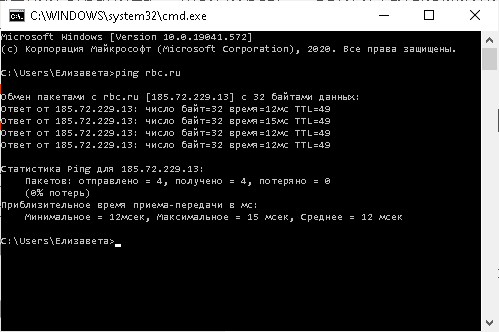 C:\WINDOWS\system32\cmd.exe
Microsoft Windows [Version 10.0.19041.572]
(c) Корпорация Майкрософт (Microsoft Corporation), 2020. Все права защищены.
C:\Users\Елизавета>ping rbc.ru
Обмен пакетами с rbc.ru [185.72.229.13] с 32 байтами данных:
Ответ от 185.72.229.13: число байт=32 время=12мс TTL=49
Ответ от 185.72.229.13: число байт=32 время=15мс TTL=49
Ответ от 185.72.229.13: число байт=32 время=12мс TTL=49
Ответ от 185.72.229.13: число байт=32 время=12мс TTL=49
Статистика Ping для 185.72.229.13:
Пакетов: отправлено = 4, получено = 4, потеряно = 0
(0% потерь)
Приблизительное время приема-передачи в мс:
Минимальное = 12мсек, Максимальное = 15 мсек, Среднее = 12 мсек
C:\Users\Елизавета>